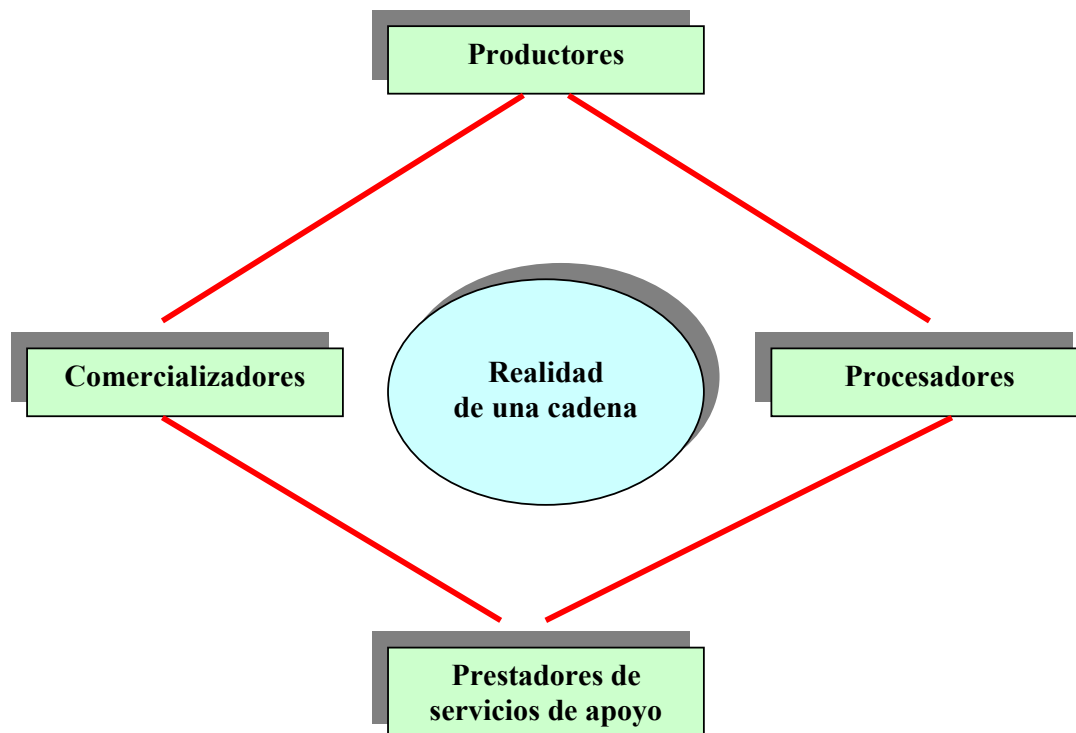 Productores
Comercializadores
Realidad
de una cadena
Procesadores
Prestadores de
servicios de apoyo